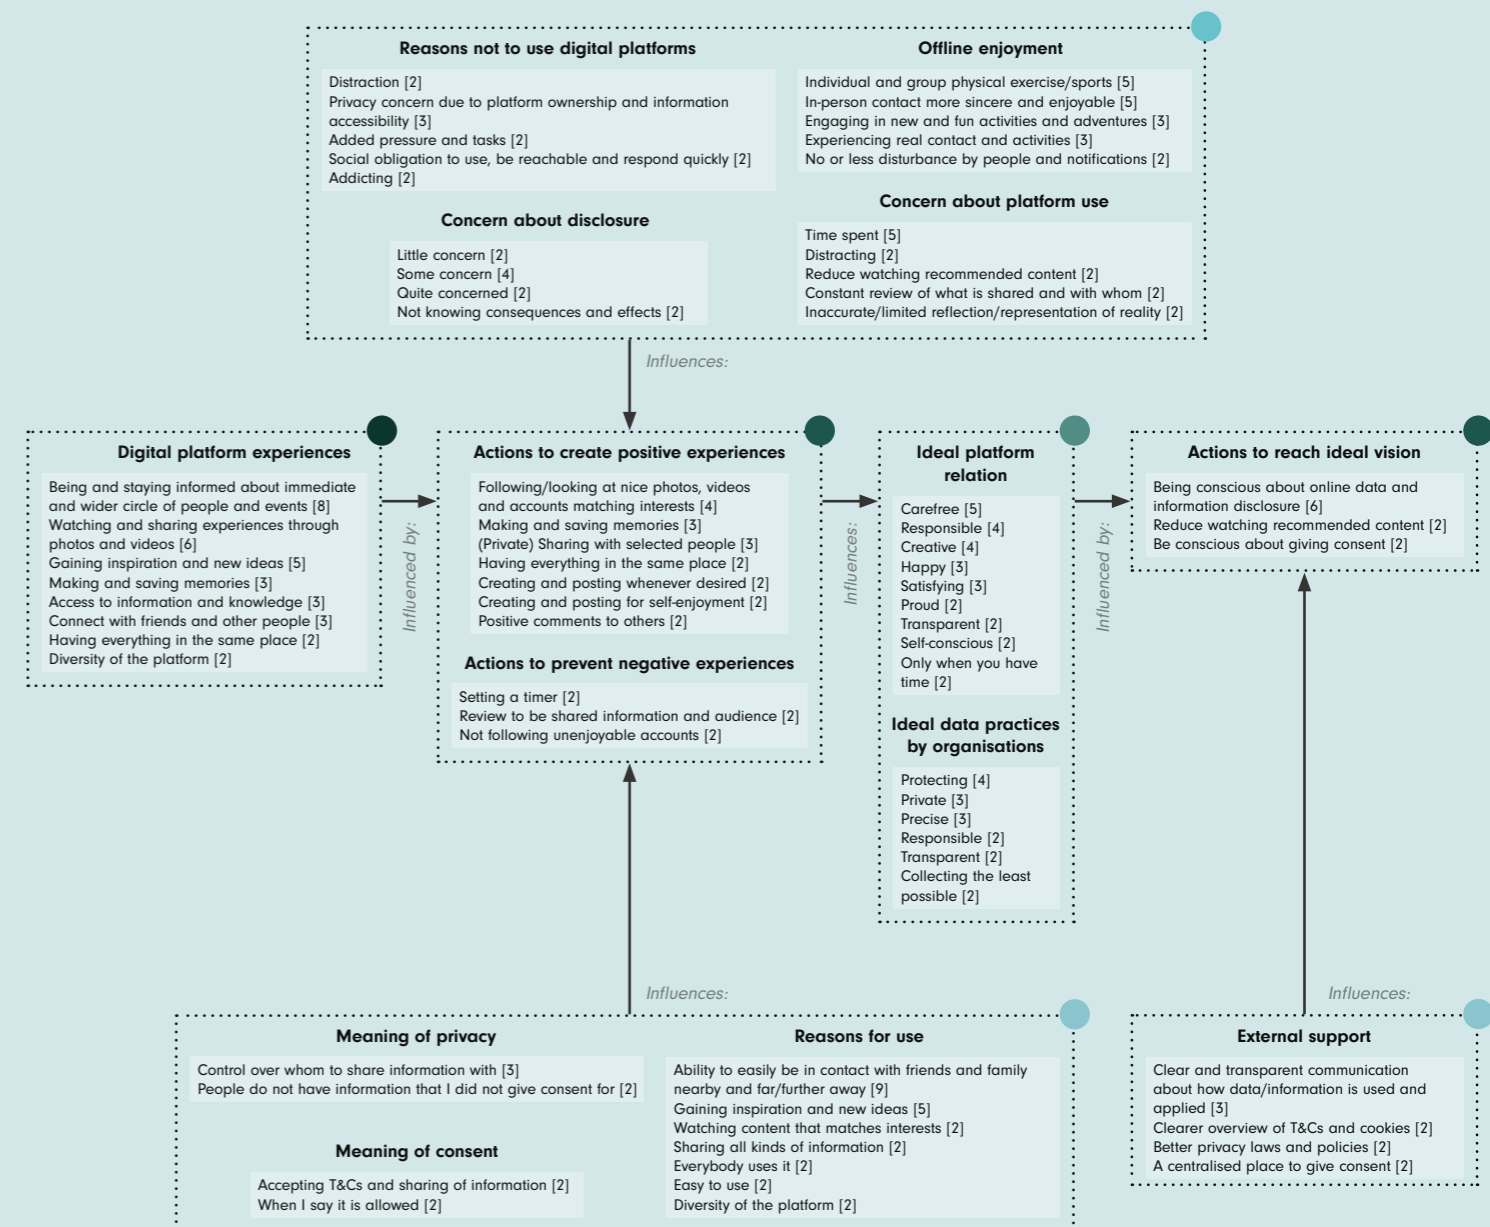 Reasons not to use digital platforms
Distraction [2]
Privacy concern due to platform ownership and information
accessibility [3]
Added pressure and tasks [2]
Social obligation to use, be reachable and respond quickly [2]
Addicting [2]
Concern about disclosure
Little concern [2]
Some concern [4]
Quite concerned [2]
Not knowing consequences and effects [2]
Offline enjoyment
Individual and group physical exercise/sports [5]
In-person contact more sincere and enjoyable [5]
Engaging in new and fun activities and adventures [3]
Experiencing real contact and activities [3]
No or less disturbance by people and notifications [2]
Concern about platform use
Time spent [5]
Distracting [2]
Reduce watching recommended content [2]
Constant review of what is shared and with whom [2]
Inaccurate/limited reflection/representation of reality [2]
Influences:
Digital platform experiences
Being and staying informed about immediate
and wider circle of people and events [8]
Watching and sharing experiences through
photos and videos [6]
Gaining inspiration and new ideas [5]
Making and saving memories [3]
Access to information and knowledge [3]
Connect with friends and other people [3]
Having everything in the same place [2]
Diversity of the platform [2]
Influenced by:
Actions to create positive experiences
Following/looking at nice photos, videos
and accounts matching interests [4]
Making and saving memories [3]
(Private) Sharing with selected people [3]
Having everything in the same place [2]
Creating and posting whenever desired [2]
Creating and posting for self-enjoyment [2]
Positive comments to others [2]
Actions to prevent negative experiences
Setting a timer [2]
Review to be shared information and audience [2]
Not following unenjoyable accounts [2]
Influences:
Ideal platform
relation
Carefree [5]
Responsible [4]
Creative [4]
Happy [3]
Satisfying [3]
Proud [2]
Transparent [2]
Self-conscious [2]
Only when you have
time [2]
Ideal data practices
by organisations
Protecting [4]
Private [3]
Precise [3]
Responsible [2]
Transparent [2]
Collecting the least
possible [2]
Influenced by:
Actions to reach ideal vision
Being conscious about online data and
information disclosure [6]
Reduce watching recommended content [2]
Be conscious about giving consent [2]
Influences:
Meaning of privacy
Control over whom to share information with [3]
People do not have information that I did not give consent for [2]
Meaning of consent
Accepting T&Cs and sharing of information [2]
When I say it is allowed [2]
Reasons for use
Ability to easily be in contact with friends and family
nearby and far/further away [9]
Gaining inspiration and new ideas [5]
Watching content that matches interests [2]
Sharing all kinds of information [2]
Everybody uses it [2]
Easy to use [2]
Diversity of the platform [2]
Influences:
External support
Clear and transparent communication
about how data/information is used and
applied [3]
Clearer overview of T&Cs and cookies [2]
Better privacy laws and policies [2]
A centralised place to give consent [2]